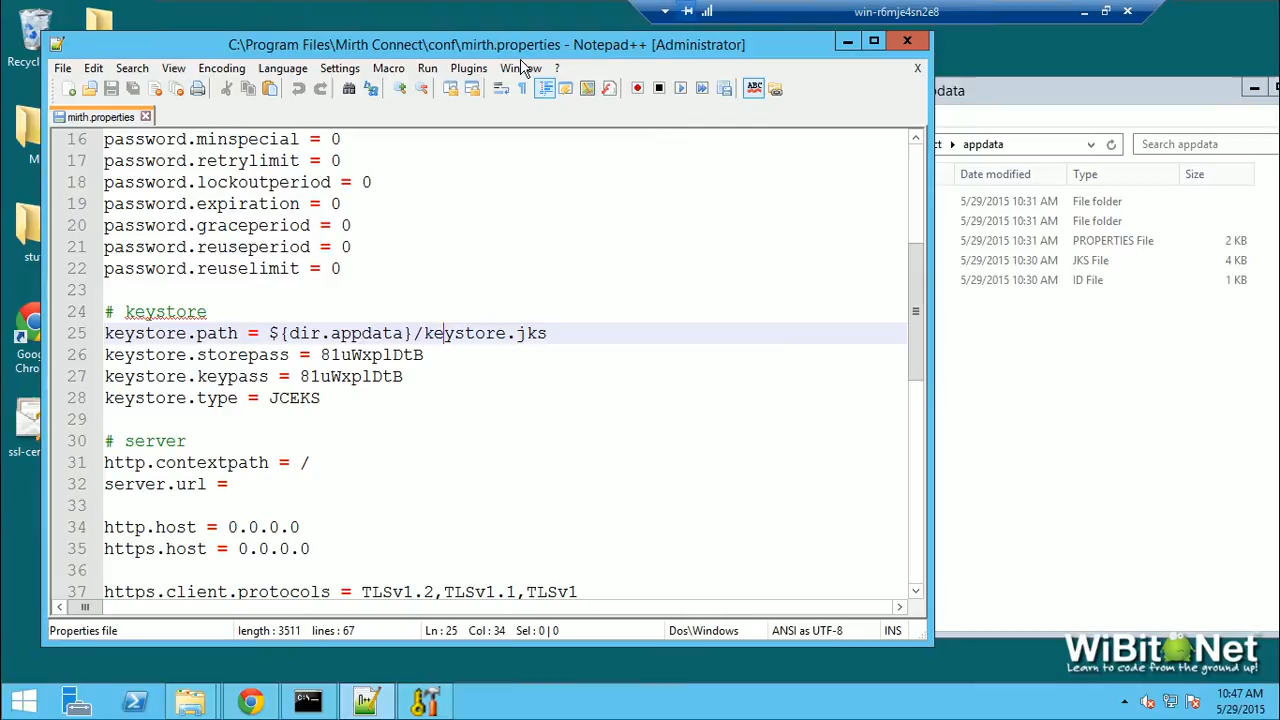 win-r6mje4sn2e8
C:\Program Files\Mirth Connect\conf\mirth.properties - Notepad++ [Administrator]
File Edit Search View Encoding Language Settings Macro Run Plugins Window ? X
mirth.properties
16 password.minspecial = 0
17 password.retrylimit = 0
18 password.lockoutperiod = 0
19 password.expiration = 0
20 password.graceperiod = 0
21 password.reuseperiod = 0
22 password.reuselimit = 0
23
24 # keystore
25 keystore.path = ${dir.appdata}/keystore.jks
26 keystore.storepass = 81uWxplDtB
27 keystore.keypass = 81uWxplDtB
28 keystore.type = JCEKS
29
30 # server
31 http.contextpath = /
32 server.url =
33
34 http.host = 0.0.0.0
35 https.host = 0.0.0.0
36
37 https.client.protocols = TLSv1.2,TLSv1.1,TLSv1
Properties file length : 3511 lines : 67 Ln : 25 Col : 34 Sel : 0 | 0 Dos\Windows ANSI as UTF-8 INS
appdata Search appdata
Date modified Type Size
5/29/2015 10:31 AM File folder
5/29/2015 10:31 AM File folder
5/29/2015 10:31 AM PROPERTIES File 2 KB
5/29/2015 10:30 AM JKS File 4 KB
5/29/2015 10:30 AM ID File 1 KB
Recyc
M
stu
Goog
Chro
ssl-cer
WiBit.Net
Learn to code from the ground up!
10:47 AM
5/29/2015